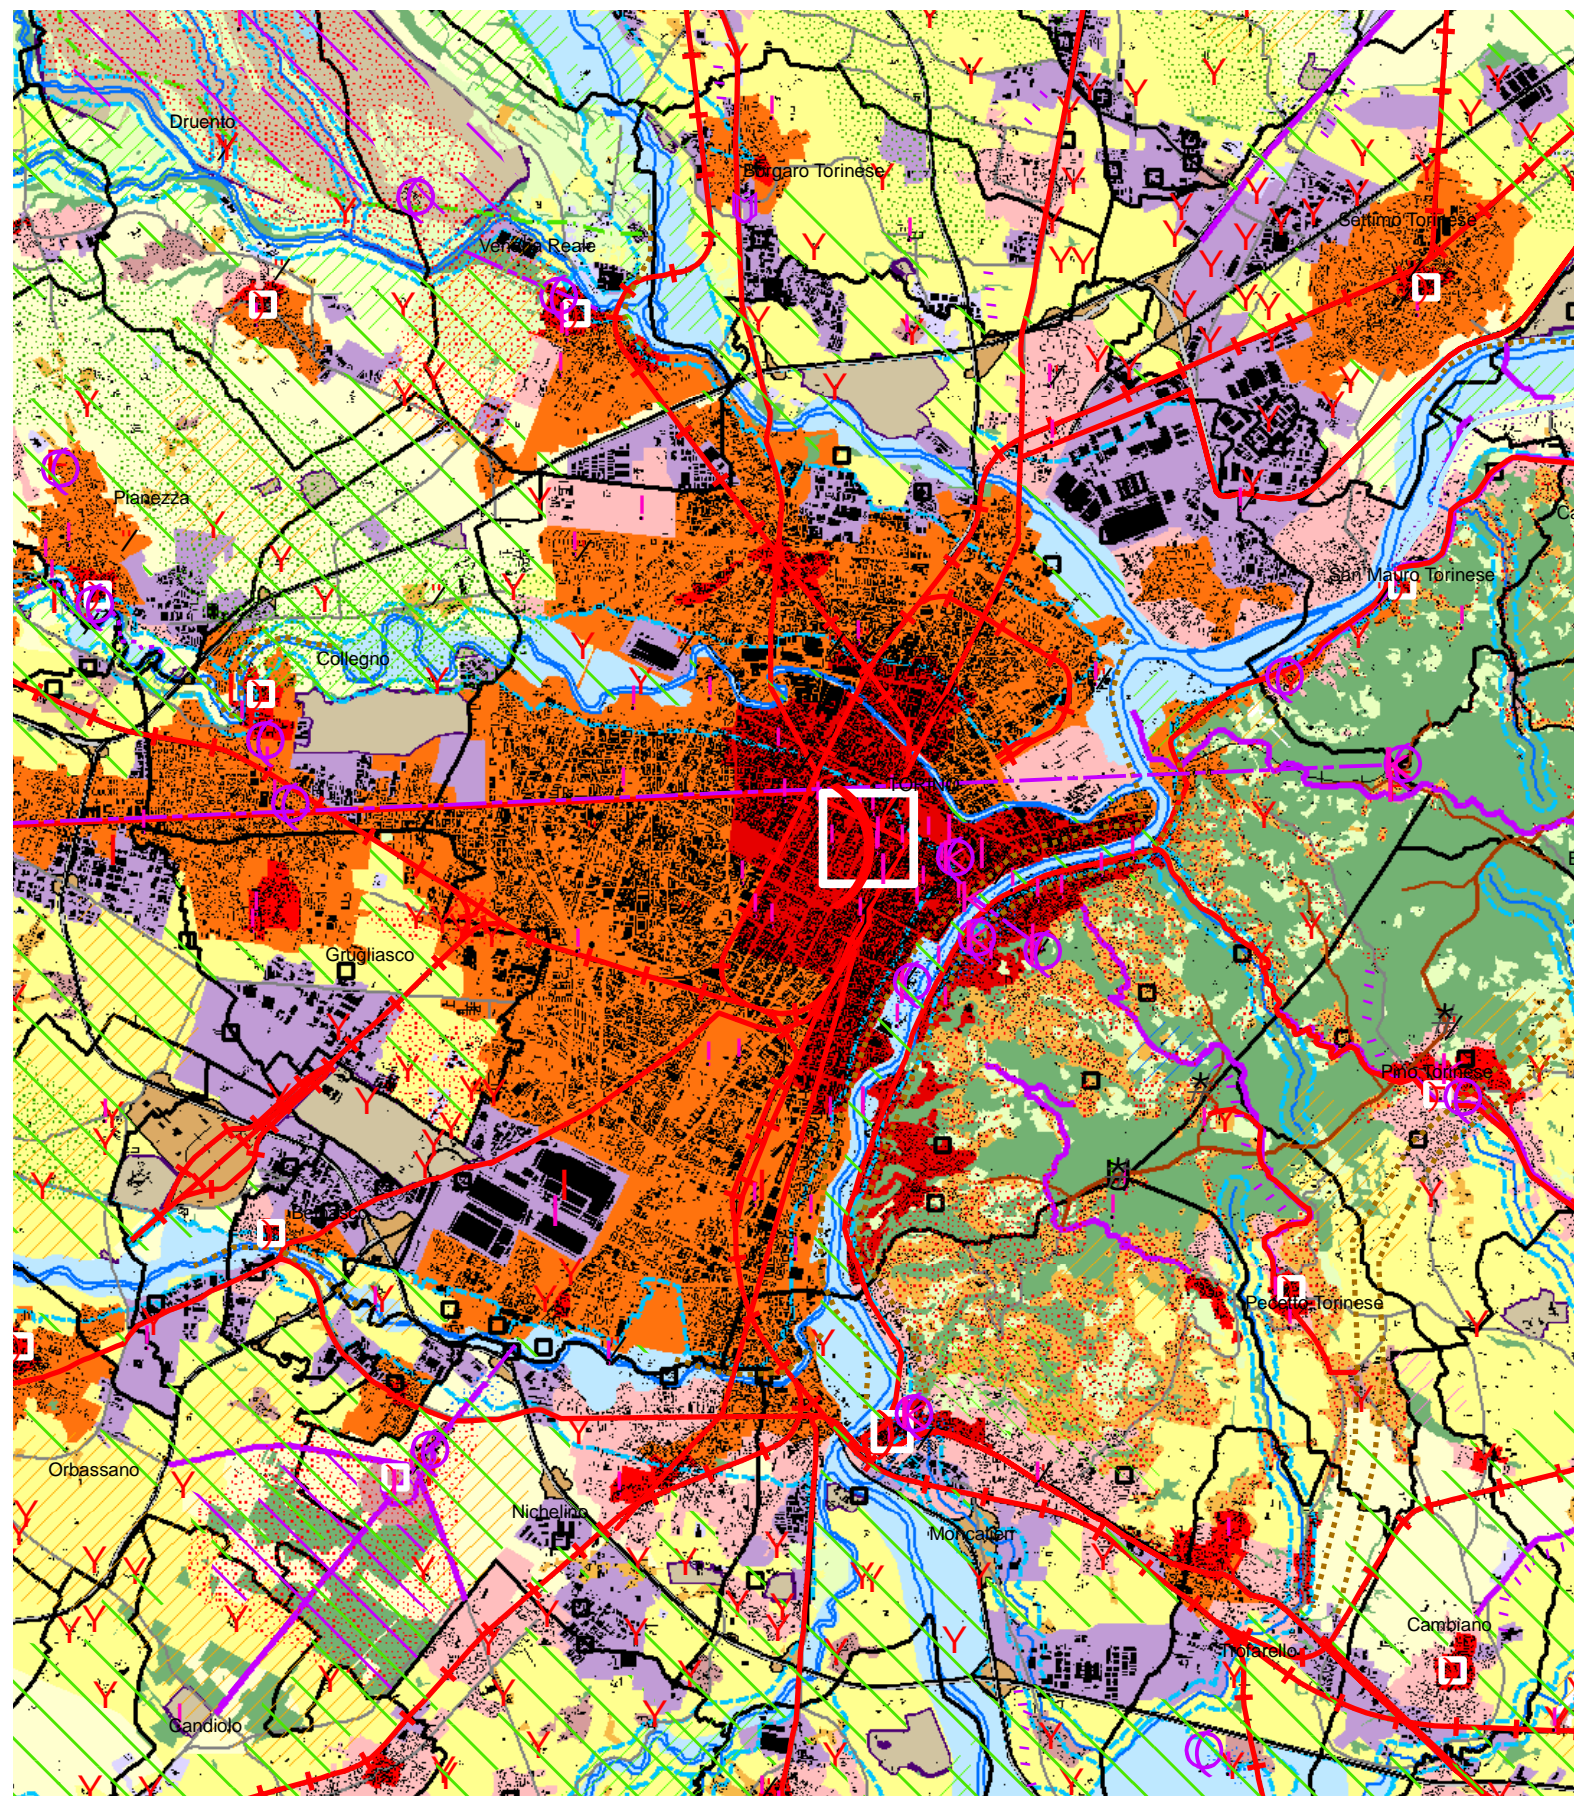 Druento
Borgaro Torinese
Settimo Torinese
Venaria Reale
Pianezza
San Mauro Torinese
Collegno
TORINO
Grugliasco
Pino Torinese
Pecetto Torinese
Orbassano
Nichelino
Moncalieri
Cambiano
Trofarello
Candiolo